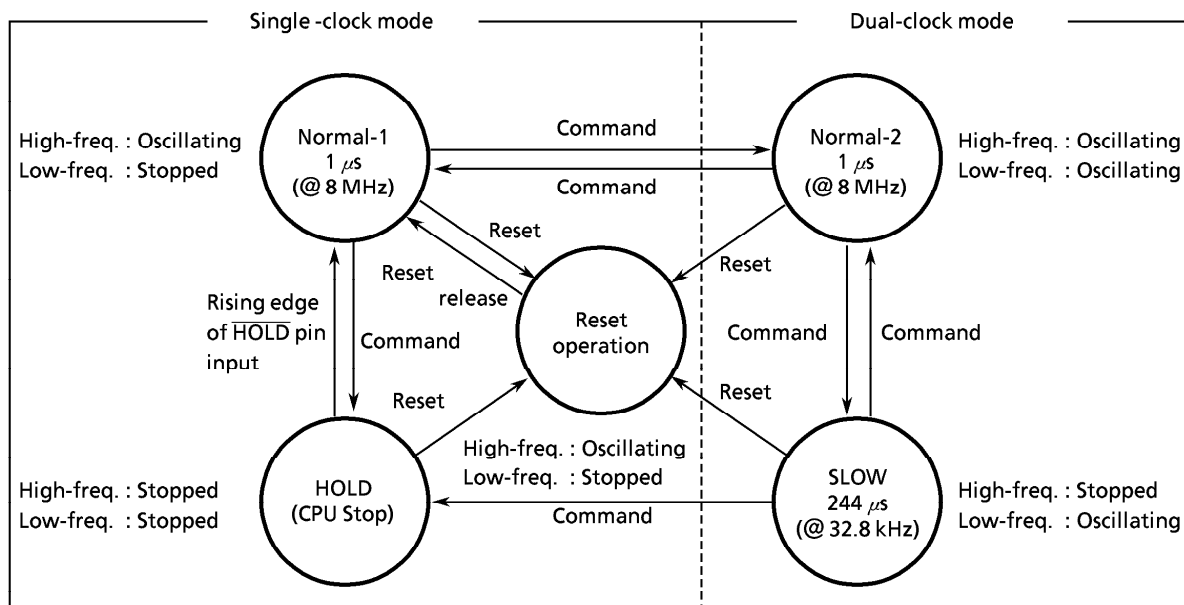 Single -clock mode
Dual-clock mode
High-freq. : Oscillating
Low-freq. : Stopped
Normal-1
1 μs
(@ 8 MHz)
Command
Command
Normal-2
1 μs
(@ 8 MHz)
High-freq. : Oscillating
Low-freq. : Oscillating
Reset
Reset
release
Reset
Rising edge
of H̅O̅L̅D̅ pin
input
Command
Reset
operation
Command
Command
Reset
Reset
High-freq. : Oscillating
Low-freq. : Stopped
High-freq. : Stopped
Low-freq. : Stopped
HOLD
(CPU Stop)
Command
SLOW
244 μs
(@ 32.8 kHz)
High-freq. : Stopped
Low-freq. : Oscillating